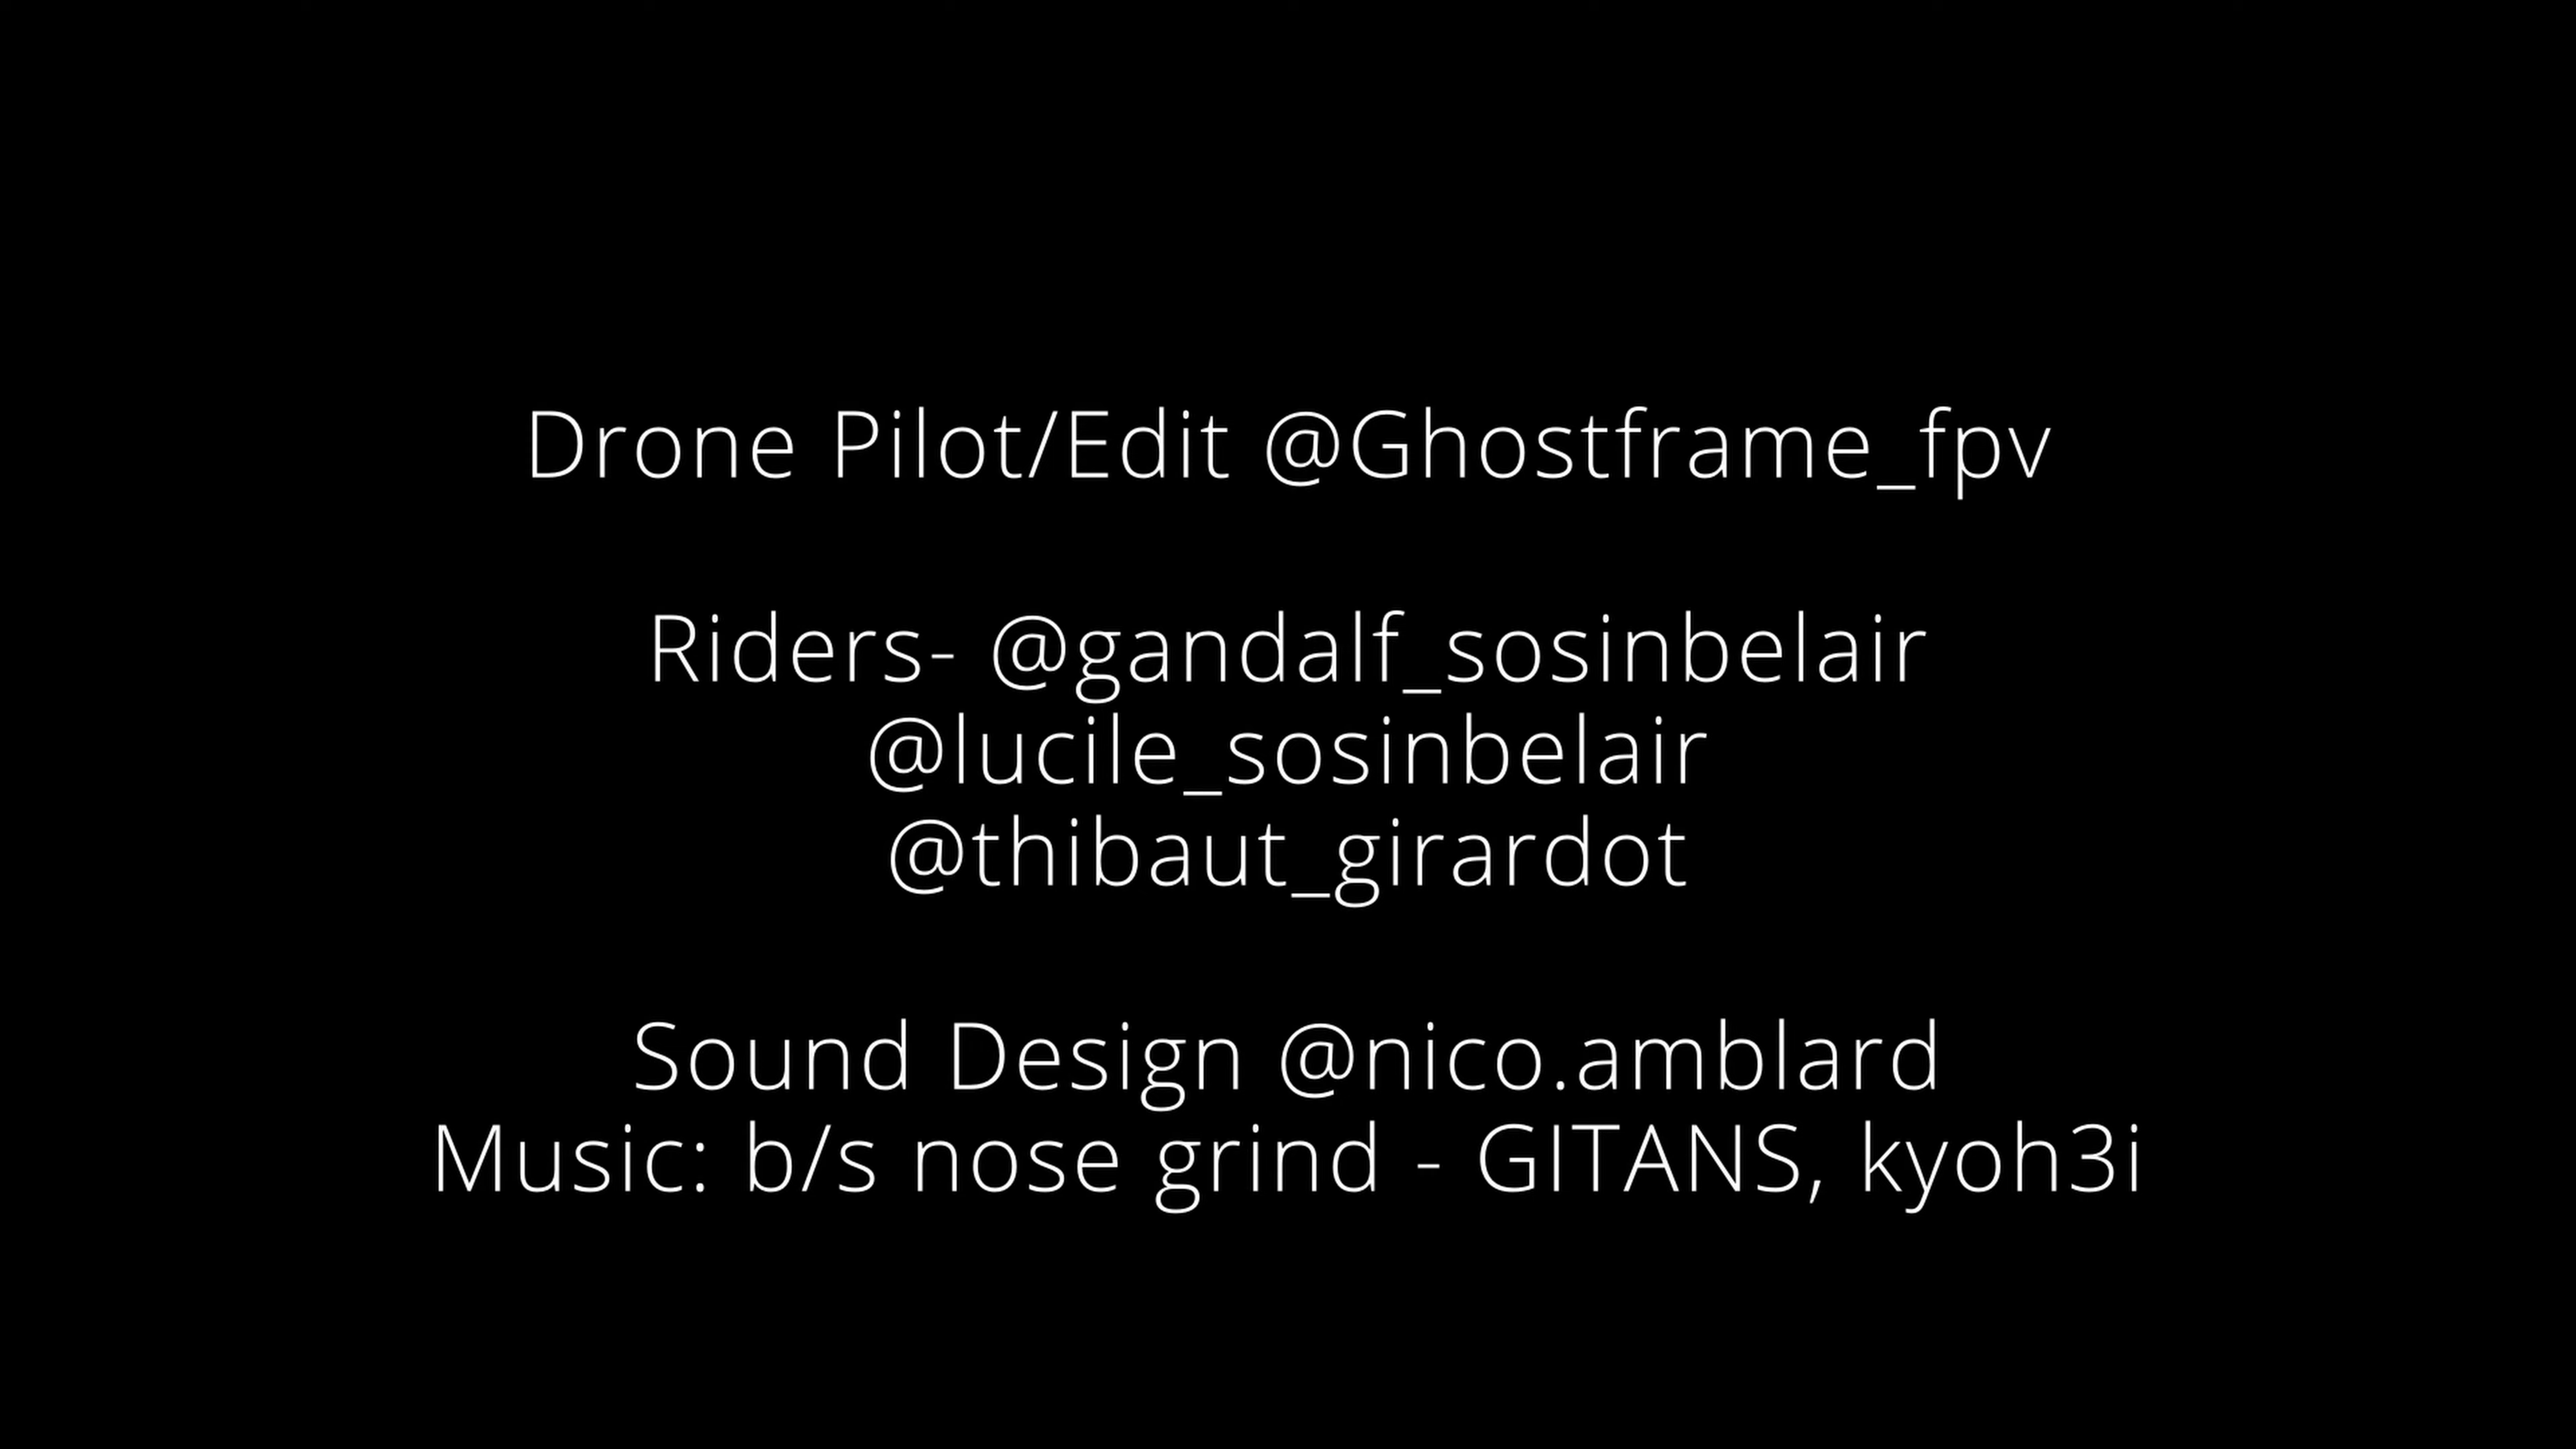 Drone Pilot/Edit @Ghostframe_fpv
Riders- @gandalf_sosinbelair
@lucile_sosinbelair
@thibaut_girardot
Sound Design @nico.amblard
Music: b/s nose grind - GITANS, kyoh3i